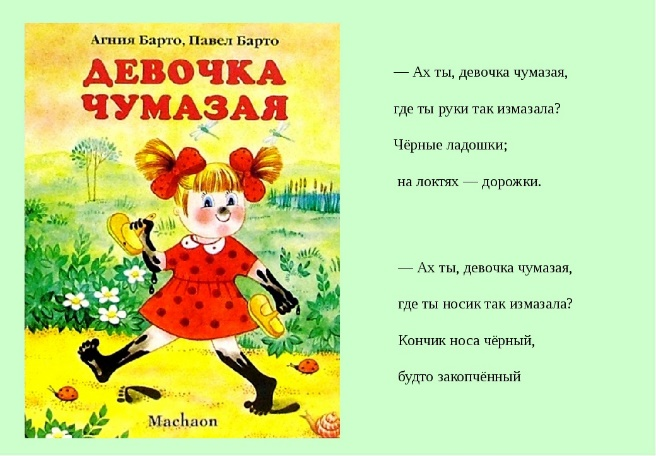 Агния Барто, Павел Барто
ДЕВОЧКА
ЧУМАЗАЯ
Machaon
— Ах ты, девочка чумазая,
где ты руки так измазала?
Чёрные ладошки;
на локтях — дорожки.
— Ах ты, девочка чумазая,
где ты носик так измазала?
Кончик носа чёрный,
будто закопчённый